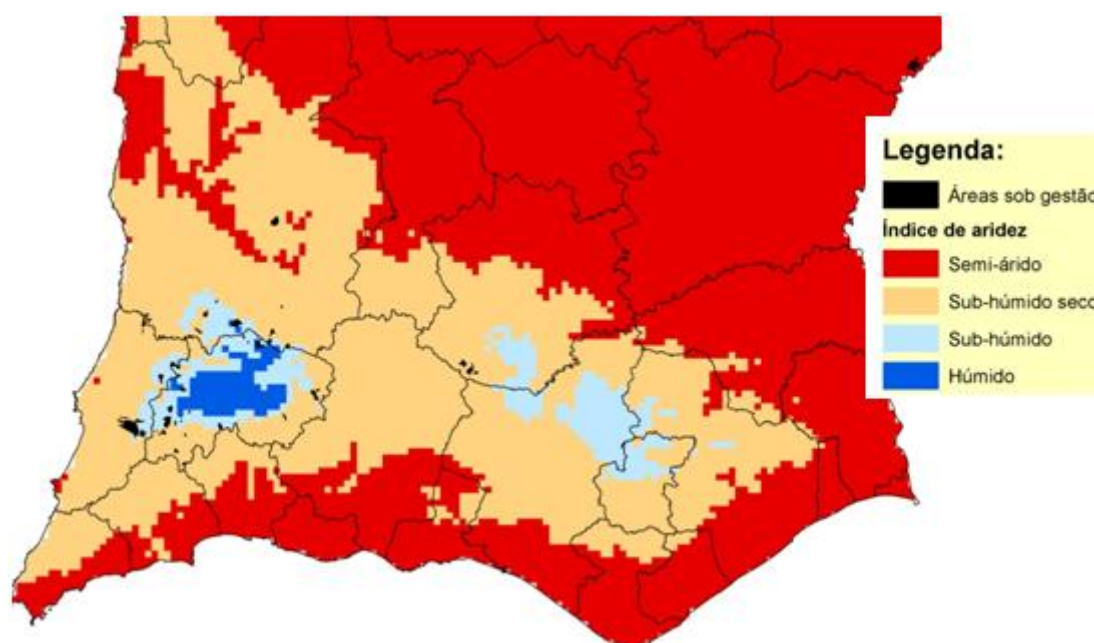 Legenda:
Áreas sob gestão
Índice de aridez
Semi-árido
Sub-húmido seco
Sub-húmido
Húmido